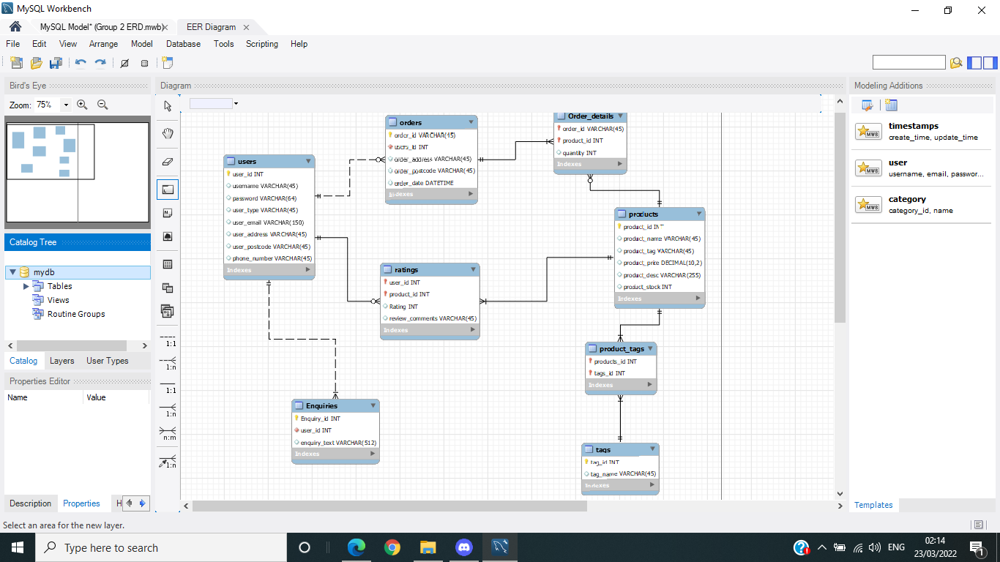 MySQL Workbench
MySQL Model* (Group 2 ERD.mwb)
EER Diagram
File Edit View Arrange Model Database Tools Scripting Help
Bird's Eye
Zoom: 75%
Catalog Tree
mydb
Tables
Views
Routine Groups
Catalog Layers User Types
Properties Editor
Name Value
Description Properties H
Diagram
1:1
1:n
1:1
1:n
n:m
1:n
users
user_id INT
username VARCHAR(45)
password VARCHAR(64)
user_type VARCHAR(45)
user_email VARCHAR(150)
user_address VARCHAR(45)
user_postcode VARCHAR(45)
phone_number VARCHAR(45)
Indexes
orders
order_id VARCHAR(45)
users_id INT
order_address VARCHAR(45)
order_postcode VARCHAR(45)
order_date DATETIME
Indexes
Order_details
order_id VARCHAR(45)
product_id INT
quantity INT
Indexes
products
product_id INT
product_name VARCHAR(45)
product_tag VARCHAR(45)
product_price DECIMAL(10,2)
product_desc VARCHAR(255)
product_stock INT
Indexes
ratings
user_id INT
product_id INT
Rating INT
review_comments VARCHAR(45)
Indexes
product_tags
products_id INT
tags_id INT
Indexes
Enquiries
Enquiry_id INT
user_id INT
enquiry_text VARCHAR(512)
Indexes
tags
tag_id INT
tag_name VARCHAR(45)
Indexes
Modeling Additions
timestamps
create_time, update_time
user
username, email, passwor...
category
category_id, name
Templates
Select an area for the new layer.
Type here to search
ENG
02:14
23/03/2022
1